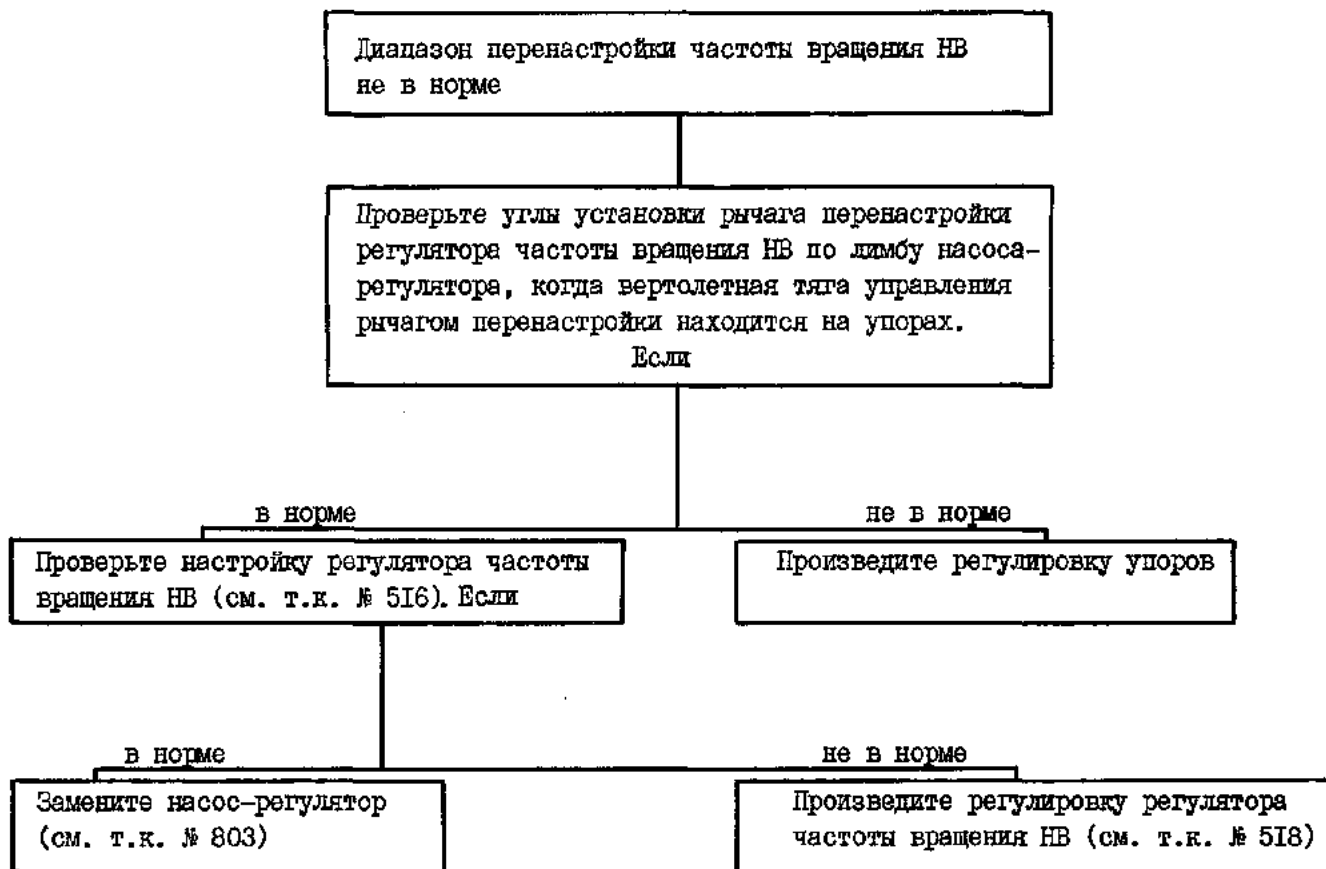 Диапазон перенастройки частоты вращения НВ
не в норме
Проверьте углы установки рычага перенастройки
регулятора частоты вращения НВ по лимбу насоса-
регулятора, когда вертолетная тяга управления
рычагом перенастройки находится на упорах.
Если
в норме
не в норме
Проверьте настройку регулятора частоты
вращения НВ (см. т.к. № 516). Если
Произведите регулировку упоров
в норме
не в норме
Замените насос-регулятор
(см. т.к. № 803)
Произведите регулировку регулятора
частоты вращения НВ (см. т.к. № 518)